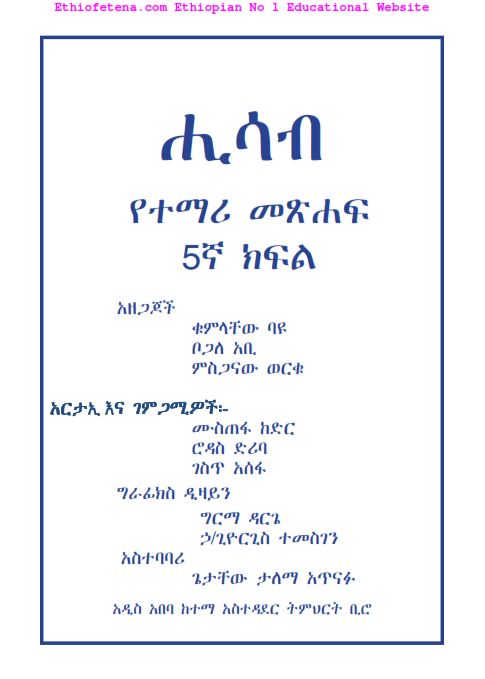 Ethiofetena.com Ethiopian No 1 Educational Website
ሒሳብ
የተማሪ መጽሐፍ
5ኛ ክፍል
አዘጋጆች
ቁምላቸው ባዩ
ቦጋለ አቢ
ምስጋናው ወርቁ
አርታኢ እና ገምጋሚዎች፡-
ሙስጠፋ ከድር
ሮዳስ ድሪባ
ገስጥ አሰፋ
ግራፊክስ ዲዛይን
ግርማ ዳርጌ
ኃ/ጊዮርጊስ ተመስገን
አስተባባሪ
ጌታቸው ታለማ አጥናፉ
አዲስ አበባ ከተማ አስተዳደር ትምህርት ቢሮ